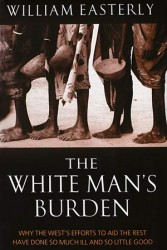 WILLIAM EASTERLY
THE
WHITE MAN'S
BURDEN
WHY THE WEST'S EFFORTS TO AID THE REST
HAVE DONE SO MUCH ILL AND SO LITTLE GOOD